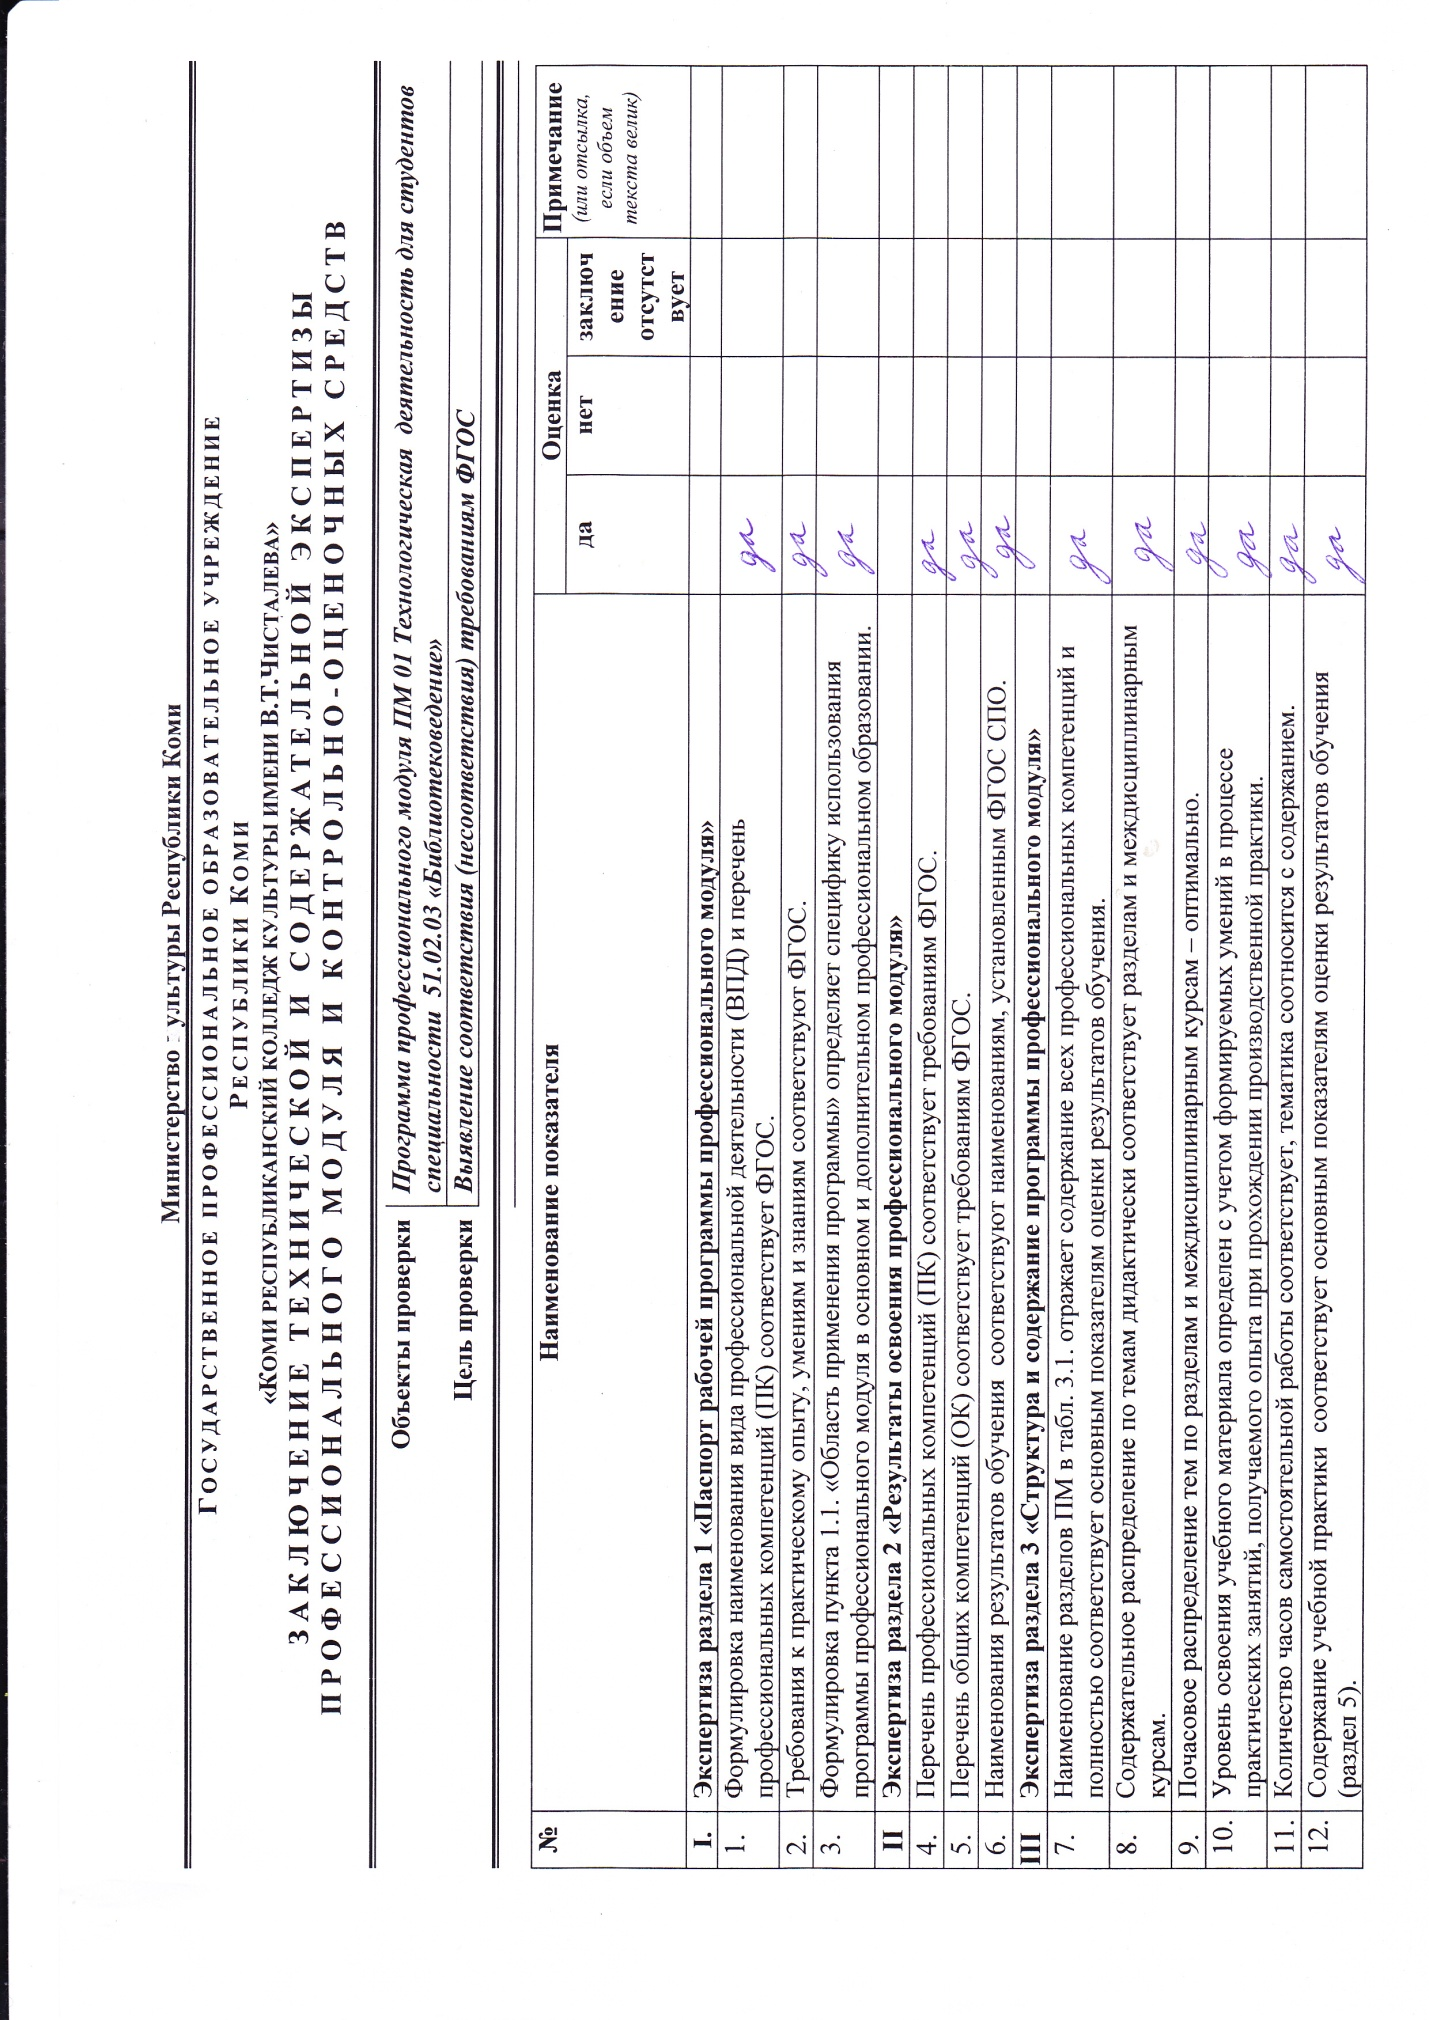 Министерство ультуры Республики Коми
ГОСУДАРСТВЕННОЕ ПРОФЕССИОНАЛЬНОЕ ОБРАЗОВАТЕЛЬНОЕ УЧРЕЖДЕНИЕ
РЕСПУБЛИКИ КОМИ
«КОМИ РЕСПУБЛИКАНСКИЙ КОЛЛЕДЖ КУЛЬТУРЫ ИМЕНИ В.Т.ЧИСТАЛЕВА»
ЗАКЛЮЧЕНИЕ ТЕХНИЧЕСКОЙ И СОДЕРЖАТЕЛЬНОЙ ЭКСПЕРТИЗЫ
ПРОФЕССИОНАЛЬНОГО МОДУЛЯ И КОНТРОЛЬНО-ОЦЕНОЧНЫХ СРЕДСТВ
Объекты проверки Программа профессионального модуля ПМ 01 Технологическая деятельность для студентов
специальности 51.02.03 «Библиотековедение»
Цель проверки Выявление соответствия (несоответствия) требованиям ФГОС
№ Наименование показателя Оценка Примечание
(или отсылка,
если объем
текста велик)
да нет заключ
ение
отсутст
вует
I. Экспертиза раздела 1 «Паспорт рабочей программы профессионального модуля»
1. Формулировка наименования вида профессиональной деятельности (ВПД) и перечень
профессиональных компетенций (ПК) соответствует ФГОС. да
2. Требования к практическому опыту, умениям и знаниям соответствуют ФГОС. да
3. Формулировка пункта 1.1. «Область применения программы» определяет специфику использования
программы профессионального модуля в основном и дополнительном профессиональном образовании. да
II Экспертиза раздела 2 «Результаты освоения профессионального модуля»
4. Перечень профессиональных компетенций (ПК) соответствует требованиям ФГОС. да
5. Перечень общих компетенций (ОК) соответствует требованиям ФГОС. да
6. Наименования результатов обучения соответствуют наименованиям, установленным ФГОС СПО. да
III Экспертиза раздела 3 «Структура и содержание программы профессионального модуля»
7. Наименование разделов ПМ в табл. 3.1. отражает содержание всех профессиональных компетенций и
полностью соответствует основным показателям оценки результатов обучения. да
8. Содержательное распределение по темам дидактически соответствует разделам и междисциплинарным
курсам. да
9. Почасовое распределение тем по разделам и междисциплинарным курсам – оптимально. да
10. Уровень освоения учебного материала определен с учетом формируемых умений в процессе
практических занятий, получаемого опыта при прохождении производственной практики. да
11. Количество часов самостоятельной работы соответствует, тематика соотносится с содержанием. да
12. Содержание учебной практики соответствует основным показателям оценки результатов обучения
(раздел 5). да